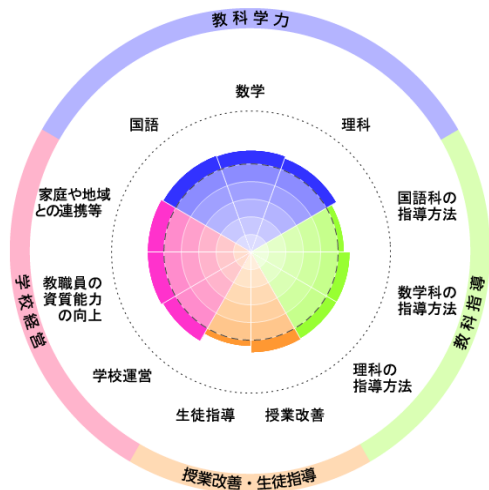 教科学力
数学
国語
理科
家庭や地域
との連携等
国語科の
指導方法
教職員の
資質能力
の向上
数学科の
指導方法
学校経営
教科指導
学校運営
理科の
指導方法
生徒指導
授業改善
授業改善・生徒指導